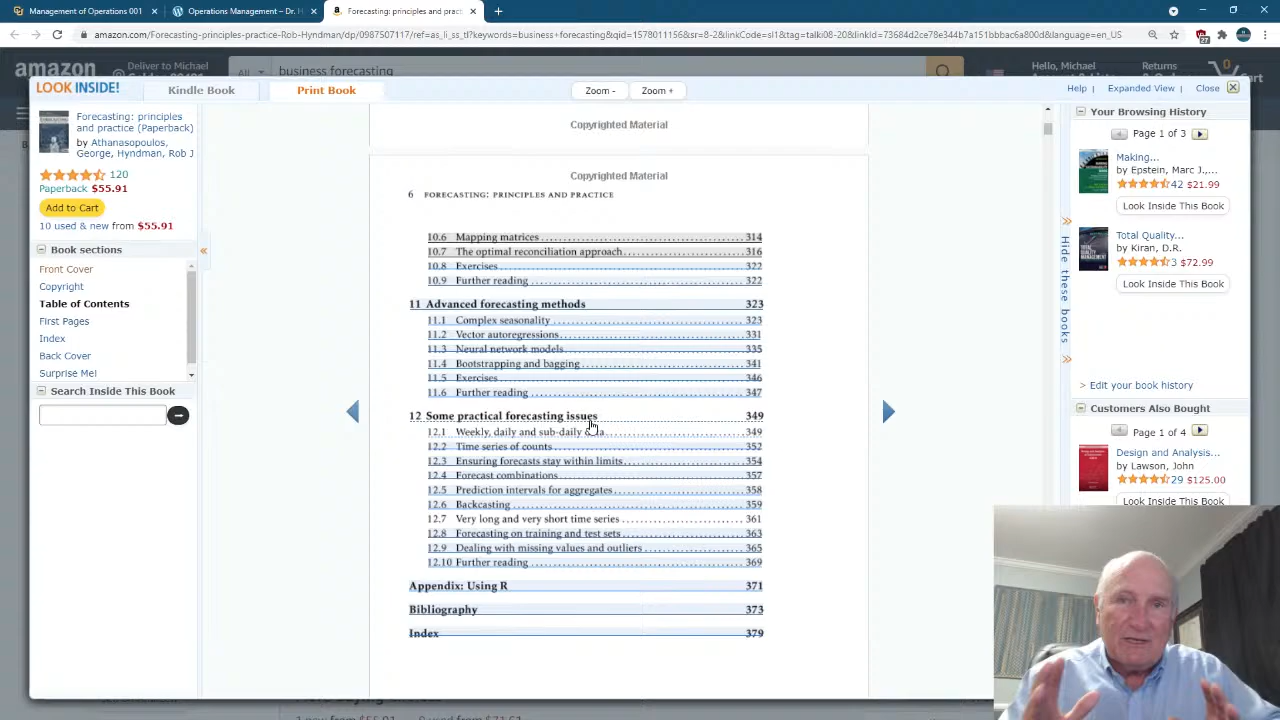 Management of Operations 001
Operations Management – Dr. H
Forecasting: principles and pract
amazon.com/Forecasting-principles-practice-Rob-Hyndman/dp/0987507117/ref=as_li_ss_tl?keywords=business+forecasting&qid=1578011156&sr=8-2&linkCode=sl1&tag=talki08-20&linkId=73684d2ce78e344b7a151bbbac6a800d&language=en_US
27
amazon
Deliver to Michael
All
business forecasting
Hello, Michael
Returns
0
LOOK INSIDE!
Kindle Book
Print Book
Zoom -
Zoom +
Help |
Expanded View |
Close
Forecasting: principles
and practice (Paperback)
by Athanasopoulos,
George, Hyndman, Rob J
120
Paperback $55.91
Add to Cart
10 used & new from $55.91
Book sections
Front Cover
Copyright
Table of Contents
First Pages
Index
Back Cover
Surprise Me!
Search Inside This Book
Copyrighted Material
Copyrighted Material
6 FORECASTING: PRINCIPLES AND PRACTICE
10.6 Mapping matrices 314
10.7 The optimal reconciliation approach 316
10.8 Exercises 322
10.9 Further reading 322
11 Advanced forecasting methods 323
11.1 Complex seasonality 323
11.2 Vector autoregressions 331
11.3 Neural network models 335
11.4 Bootstrapping and bagging 341
11.5 Exercises 346
11.6 Further reading 347
12 Some practical forecasting issues 349
12.1 Weekly, daily and sub-daily 349
12.2 Time series of counts 352
12.3 Ensuring forecasts stay within limits 354
12.4 Forecast combinations 357
12.5 Prediction intervals for aggregates 358
12.6 Backcasting 359
12.7 Very long and very short time series 361
12.8 Forecasting on training and test sets 363
12.9 Dealing with missing values and outliers 365
12.10 Further reading 369
Appendix: Using R 371
Bibliography 373
Index 379
Hide these books
Your Browsing History
Page 1 of 3
Making...
by Epstein, Marc J.,...
42 $21.99
Look Inside This Book
Total Quality...
by Kiran, D.R.
3 $72.99
Look Inside This Book
> Edit your book history
Customers Also Bought
Page 1 of 4
Design and Analysis...
by Lawson, John
29 $125.00
Look Inside This Book